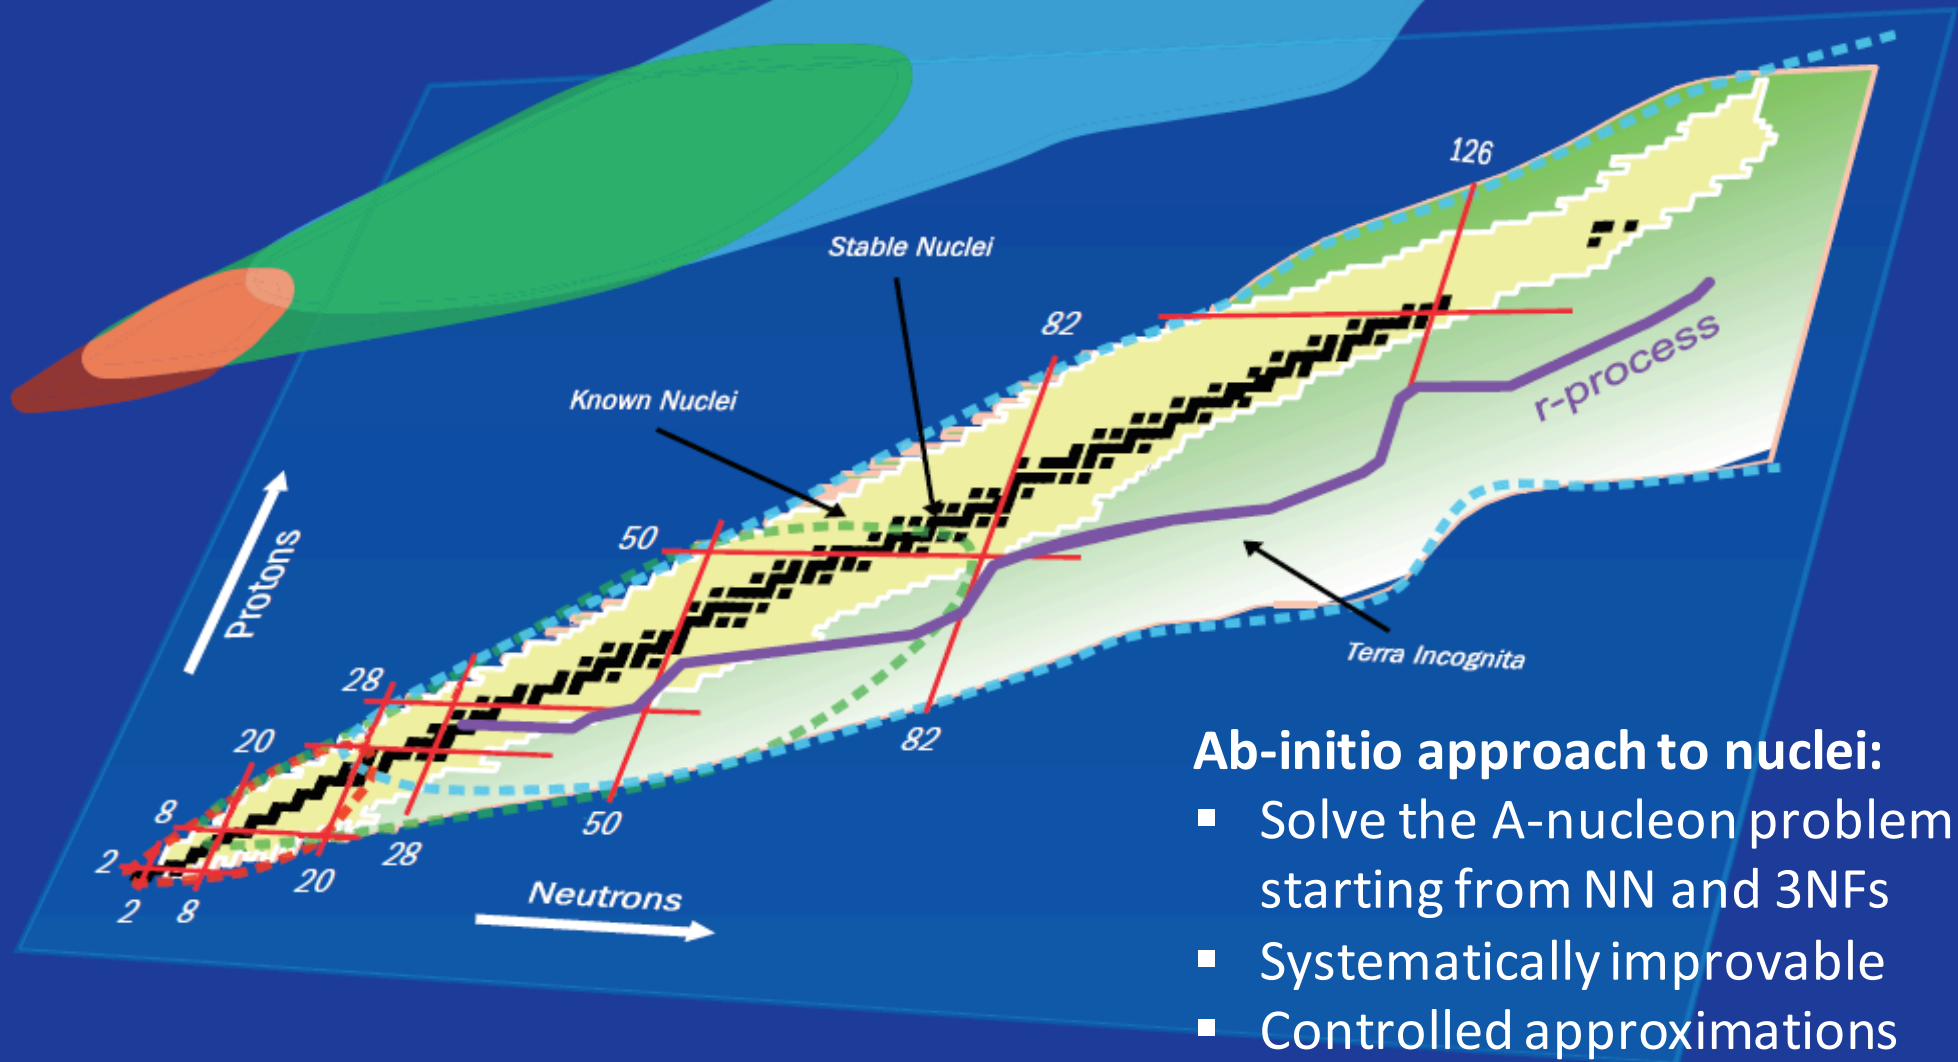 126
Stable Nuclei
82
Known Nuclei
r-process
50
Protons
Terra Incognita
28
82
20
8
50
28
2
20
Neutrons
2
8
Ab-initio approach to nuclei:
▪ Solve the A-nucleon problem
starting from NN and 3NFs
▪ Systematically improvable
▪ Controlled approximations